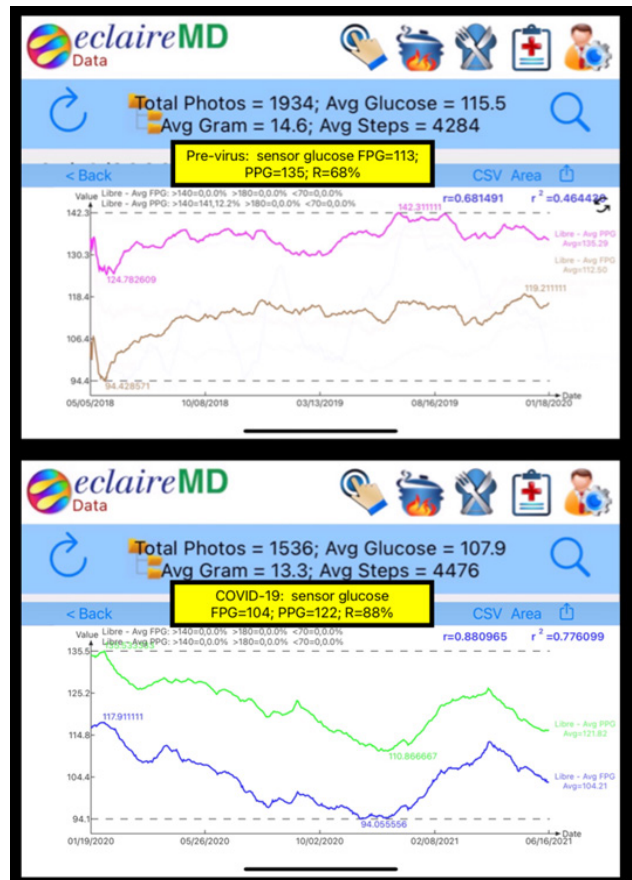 eclaireMD
Data
Total Photos = 1934; Avg Glucose = 115.5
Avg Gram = 14.6; Avg Steps = 4284
Pre-virus: sensor glucose FPG=113;
PPG=135; R=68%
< Back
CSV Area
Value
Libre - Avg FPG: >140=0,0.0% >180=0,0.0% <70=0,0.0%
Libre - Avg PPG: >140=141,12.2% >180=0,0.0% <70=0,0.0%
r=0.681491 r²=0.464430
142.3
142.311111
Libre - Avg PPG
Avg=135.29
130.3
Libre - Avg FPG
Avg=112.50
124.782609
118.4
119.211111
106.4
94.4
94.428571
Date
05/05/2018 10/08/2018 03/13/2019 08/16/2019 01/18/2020
eclaireMD
Data
Total Photos = 1536; Avg Glucose = 107.9
Avg Gram = 13.3; Avg Steps = 4476
COVID-19: sensor glucose
FPG=104; PPG=122; R=88%
< Back
CSV Area
Value
Libre - Avg FPG: >140=0,0.0% >180=0,0.0% <70=0,0.0%
Libre - Avg PPG: >140=0,0.0% >180=0,0.0% <70=0,0.0%
r=0.880965 r²=0.776099
135.5
125.2
117.911111
Libre - Avg PPG
Avg=121.82
114.8
110.866667
104.4
Libre - Avg FPG
Avg=104.21
94.1
94.055556
Date
01/19/2020 05/26/2020 10/02/2020 02/08/2021 06/16/2021